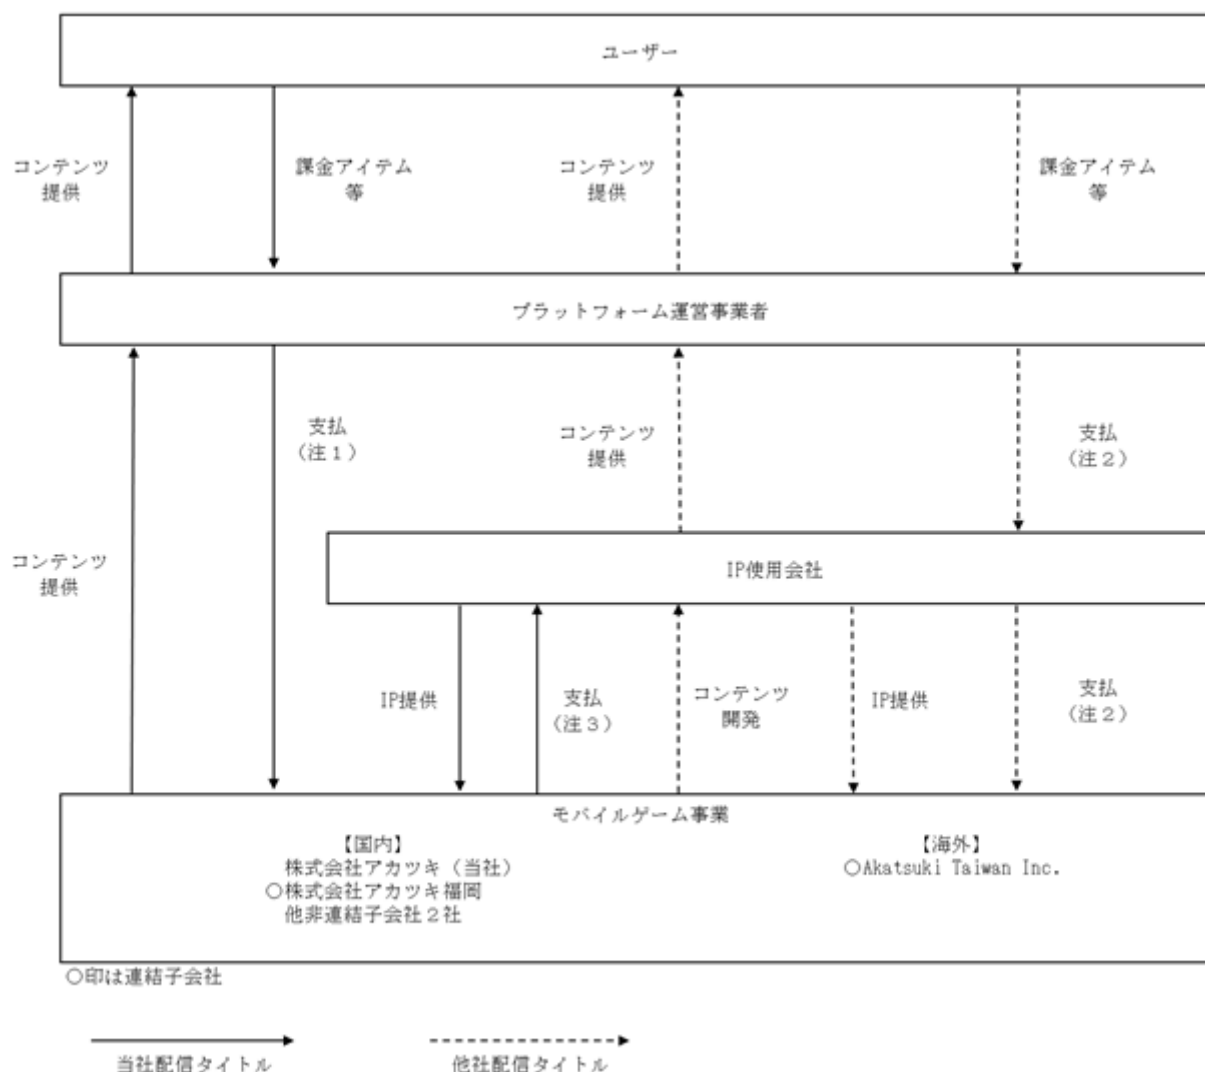 ユーザー
コンテンツ
提供
課金アイテム
等
コンテンツ
提供
課金アイテム
等
プラットフォーム運営事業者
支払
（注１）
コンテンツ
提供
支払
（注２）
コンテンツ
提供
IP使用会社
IP提供
支払
（注３）
コンテンツ
開発
IP提供
支払
（注２）
モバイルゲーム事業
【国内】
株式会社アカツキ（当社）
○株式会社アカツキ福岡
他非連結子会社２社
【海外】
○Akatsuki Taiwan Inc.
○印は連結子会社
当社配信タイトル
他社配信タイトル